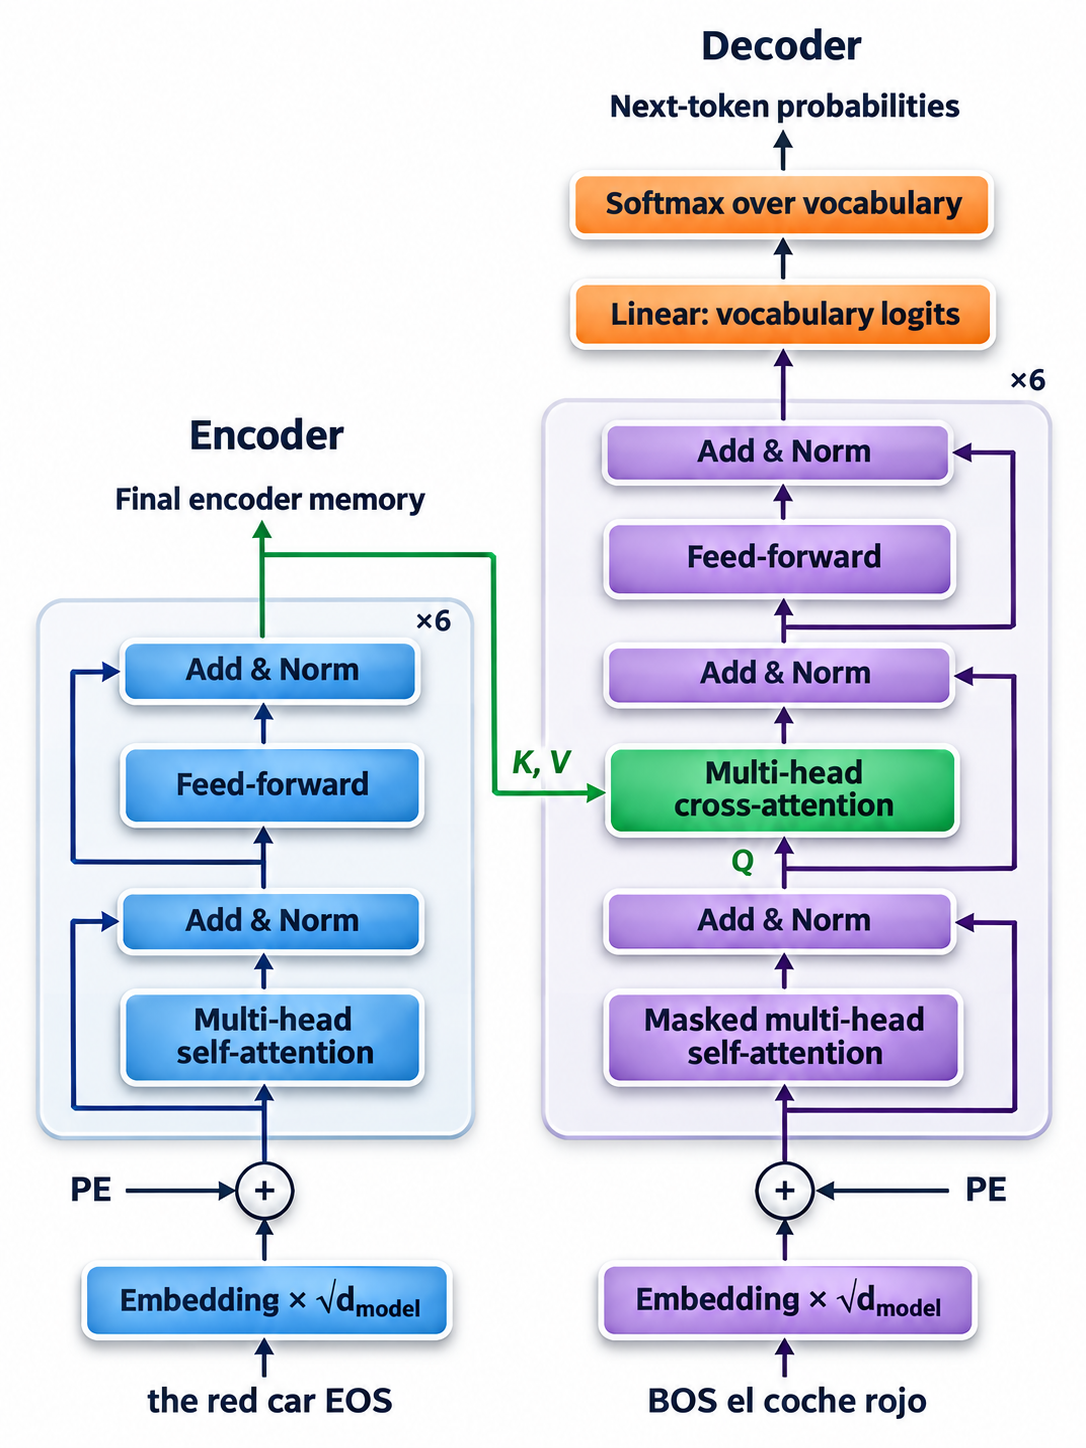 Decoder
Next-token probabilities
Softmax over vocabulary
Linear: vocabulary logits
×6
Add & Norm
Feed-forward
Add & Norm
Multi-head
cross-attention
K, V
Q
Add & Norm
Masked multi-head
self-attention
PE
+
Embedding × √d_model
BOS el coche rojo
Encoder
Final encoder memory
×6
Add & Norm
Feed-forward
Add & Norm
Multi-head
self-attention
PE
+
Embedding × √d_model
the red car EOS